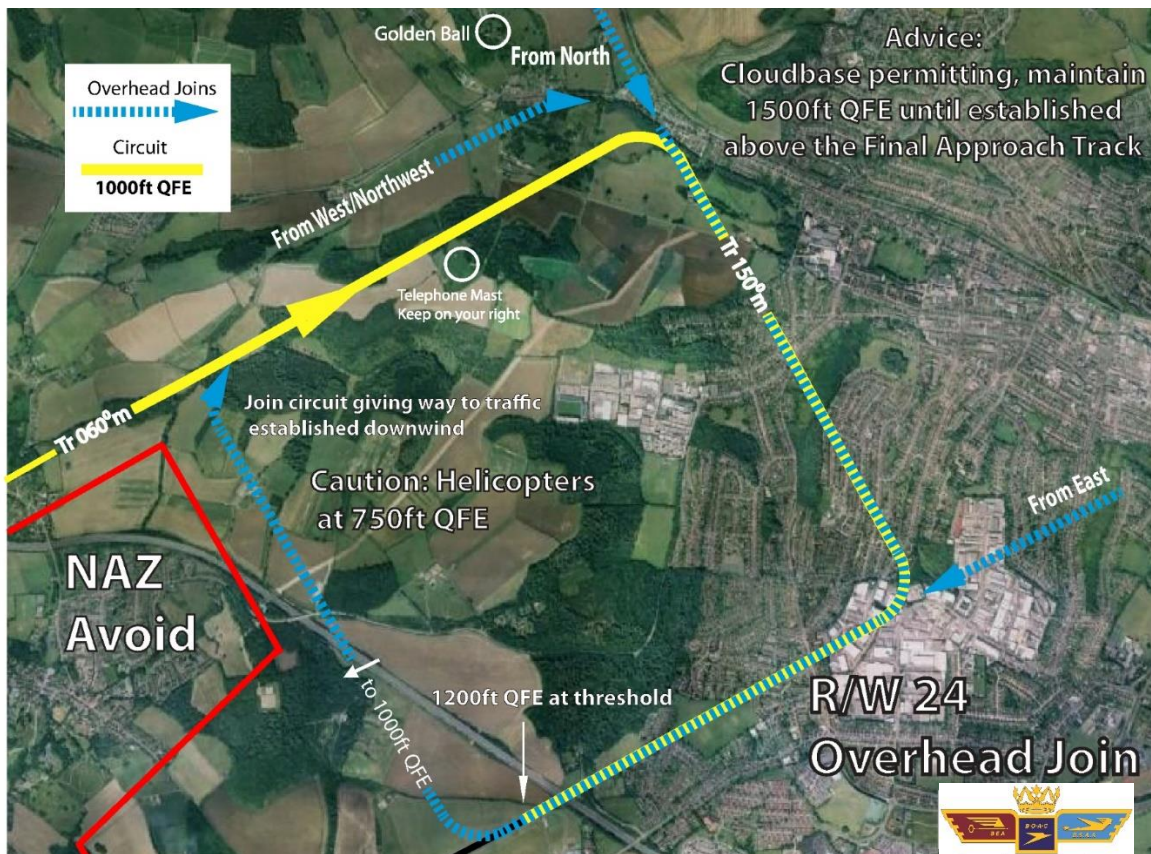 Golden Ball
From North
Advice:
Cloudbase permitting, maintain
1500ft QFE until established
above the Final Approach Track
Overhead Joins
Circuit
1000ft QFE
From West/Northwest
Tr 150ºm
Telephone Mast
Keep on your right
Tr 060ºm
Join circuit giving way to traffic
established downwind
Caution: Helicopters
at 750ft QFE
From East
NAZ
Avoid
1200ft QFE at threshold
to 1000ft QFE
R/W 24
Overhead Join
BEA
BOAC
BSAA